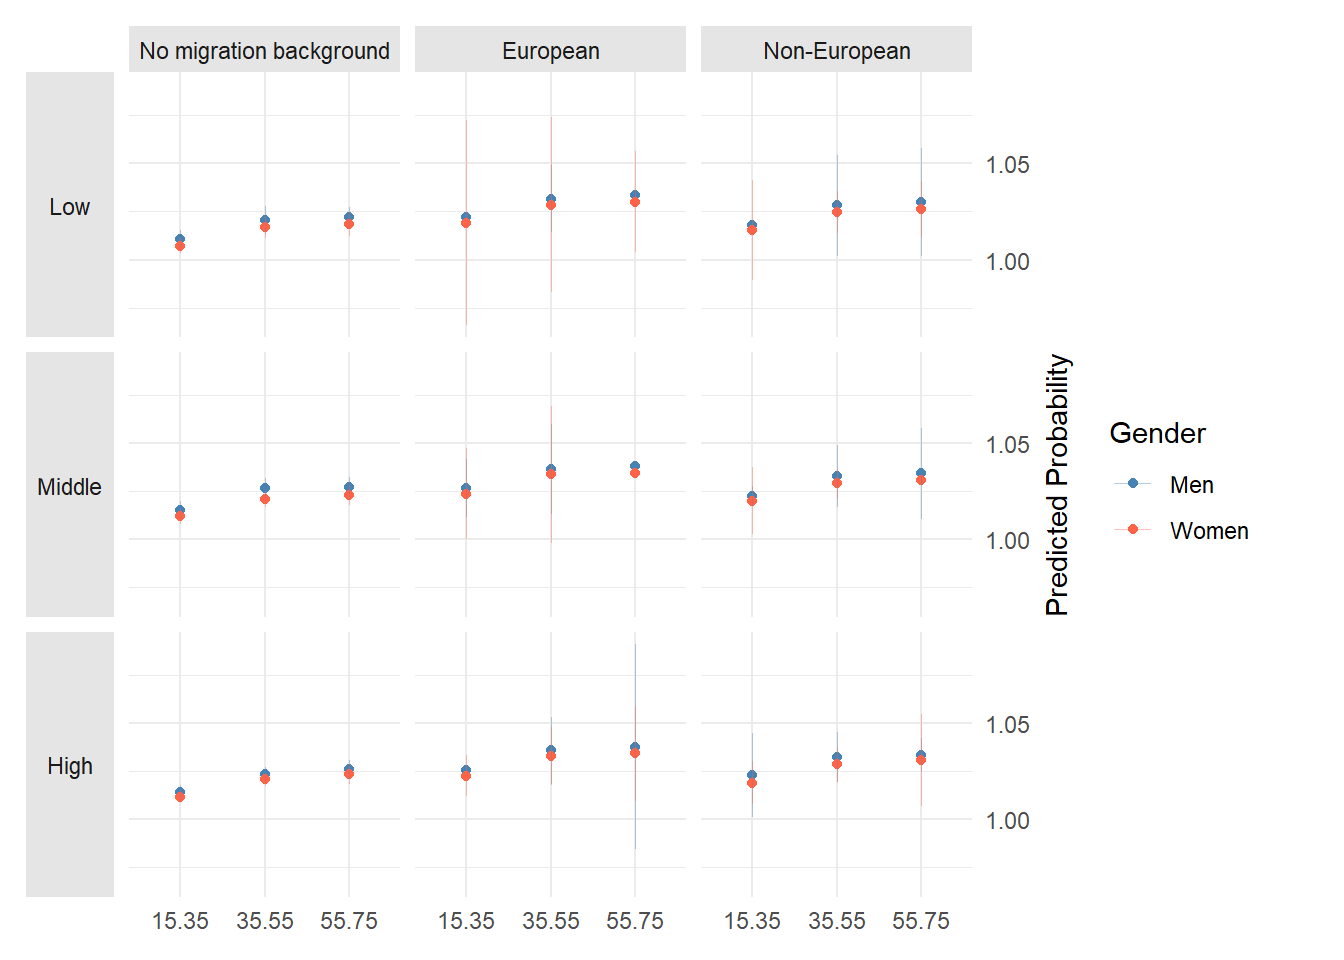 No migration background
European
Non-European
Low
1.05
1.00
Middle
1.05
1.00
Predicted Probability
Gender
Men
Women
High
1.05
1.00
15.35 35.55 55.75
15.35 35.55 55.75
15.35 35.55 55.75